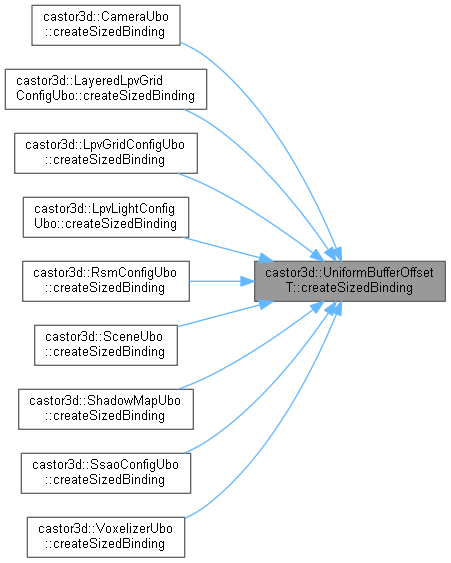 castor3d::CameraUbo
::createSizedBinding
castor3d::LayeredLpvGrid
ConfigUbo::createSizedBinding
castor3d::LpvGridConfigUbo
::createSizedBinding
castor3d::LpvLightConfig
Ubo::createSizedBinding
castor3d::RsmConfigUbo
::createSizedBinding
castor3d::UniformBufferOffset
T::createSizedBinding
castor3d::SceneUbo
::createSizedBinding
castor3d::ShadowMapUbo
::createSizedBinding
castor3d::SsaoConfigUbo
::createSizedBinding
castor3d::VoxelizerUbo
::createSizedBinding